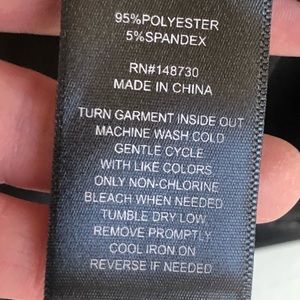 95%POLYESTER
5%SPANDEX
RN#148730
MADE IN CHINA
TURN GARMENT INSIDE OUT
MACHINE WASH COLD
GENTLE CYCLE
WITH LIKE COLORS
ONLY NON-CHLORINE
BLEACH WHEN NEEDED
TUMBLE DRY LOW
REMOVE PROMPTLY
COOL IRON ON
REVERSE IF NEEDED